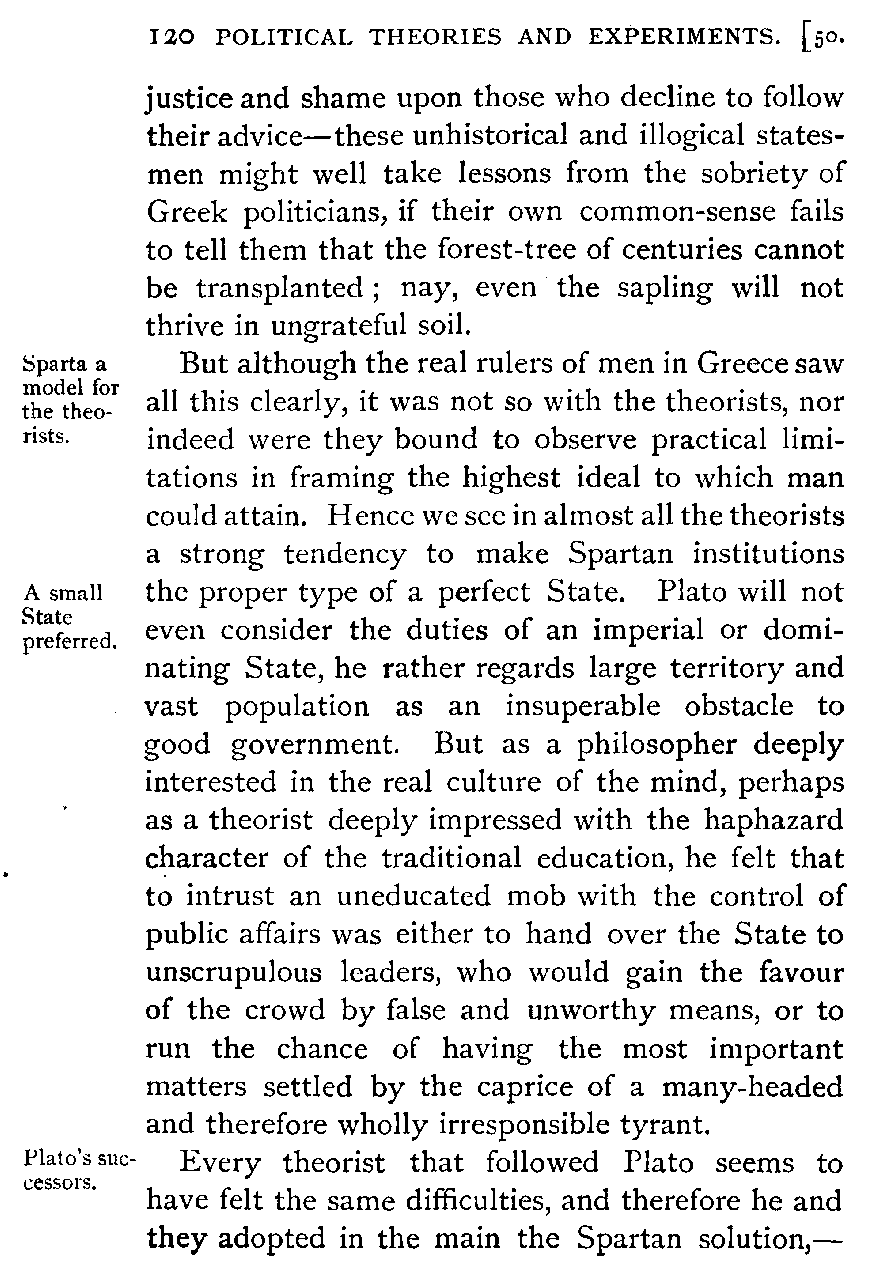 120 POLITICAL THEORIES AND EXPERIMENTS. [50.
justice and shame upon those who decline to follow
their advice—these unhistorical and illogical states-
men might well take lessons from the sobriety of
Greek politicians, if their own common-sense fails
to tell them that the forest-tree of centuries cannot
be transplanted; nay, even the sapling will not
thrive in ungrateful soil.
Sparta a
model for
the theo-
rists.
But although the real rulers of men in Greece saw
all this clearly, it was not so with the theorists, nor
indeed were they bound to observe practical limi-
tations in framing the highest ideal to which man
could attain. Hence we see in almost all the theorists
a strong tendency to make Spartan institutions
A small
State
preferred.
the proper type of a perfect State. Plato will not
even consider the duties of an imperial or domi-
nating State, he rather regards large territory and
vast population as an insuperable obstacle to
good government. But as a philosopher deeply
interested in the real culture of the mind, perhaps
as a theorist deeply impressed with the haphazard
character of the traditional education, he felt that
to intrust an uneducated mob with the control of
public affairs was either to hand over the State to
unscrupulous leaders, who would gain the favour
of the crowd by false and unworthy means, or to
run the chance of having the most important
matters settled by the caprice of a many-headed
and therefore wholly irresponsible tyrant.
Plato's suc-
cessors.
Every theorist that followed Plato seems to
have felt the same difficulties, and therefore he and
they adopted in the main the Spartan solution,—